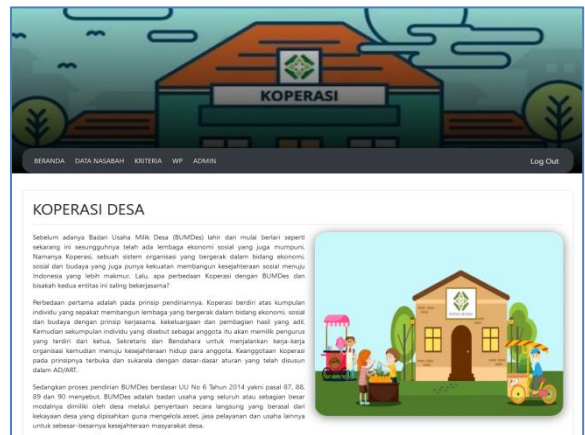 KOPERASI
BERANDA DATA NASABAH KRITERIA WP ADMIN Log Out
KOPERASI DESA
Sebelum adanya Badan Usaha Milik Desa (BUMDes) lahir dan mulai berlari seperti
sekarang ini sesungguhnya telah ada lembaga ekonomi sosial yang juga mumpuni.
Namanya Koperasi, sebuah sistem organisasi yang bergerak dalam bidang ekonomi,
sosial dan budaya yang juga punya kekuatan membangun kesejahteraan sosial menuju
Indonesia yang lebih makmur. Lalu, apa perbedaan Koperasi dengan BUMDes dan
bisakah kedua entitas ini saling bekerjasama?
Perbedaan pertama adalah pada prinsip pendiriannya. Koperasi berdiri atas kumpulan
individu yang sepakat membangun lembaga yang bergerak dalam bidang ekonomi, sosial
dan budaya dengan prinsip kerjasama, kekeluargaan dan pembagian hasil yang adil.
Kemudian sekumpulan individu yang disebut sebagai anggota itu akan memilik pengurus
yang terdiri dari ketua, Sekretaris dan Bendahara untuk menjalankan kerja-kerja
organisasi kemudian menuju kesejahteraan hidup para anggota. Keanggotaan koperasi
pada prinsipnya terbuka dan sukarela dengan dasar-dasar aturan yang telah disusun
dalam AD/ART.
Sedangkan proses pendirian BUMDes berdasar UU No 6 Tahun 2014 yakni pasal 87, 88,
89 dan 90 menyebut, BUMDes adalah badan usaha yang seluruh atau sebagian besar
modalnya dimiliki oleh desa melalui penyertaan secara langsung yang berasal dari
kekayaan desa yang dipisahkan guna mengelola asset, jasa pelayanan dan usaha lainnya
untuk sebesar-besarnya kesejahteraan masyarakat desa.